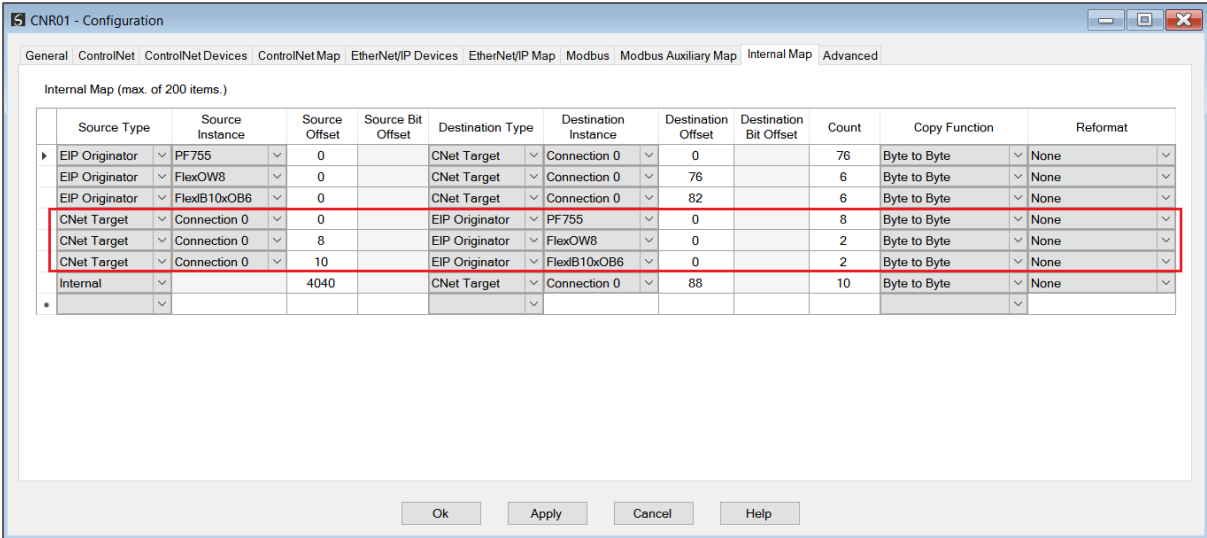 CNR01 - Configuration
General ControlNet ControlNet Devices ControlNet Map EtherNet/IP Devices EtherNet/IP Map Modbus Modbus Auxiliary Map Internal Map Advanced
Internal Map (max. of 200 items.)
Source Type Source Instance Source Offset Source Bit Offset Destination Type Destination Instance Destination Offset Destination Bit Offset Count Copy Function Reformat
EIP Originator PF755 0 CNet Target Connection 0 0 76 Byte to Byte None
EIP Originator FlexOW8 0 CNet Target Connection 0 76 6 Byte to Byte None
EIP Originator FlexIB10xOB6 0 CNet Target Connection 0 82 6 Byte to Byte None
CNet Target Connection 0 0 EIP Originator PF755 0 8 Byte to Byte None
CNet Target Connection 0 8 EIP Originator FlexOW8 0 2 Byte to Byte None
CNet Target Connection 0 10 EIP Originator FlexIB10xOB6 0 2 Byte to Byte None
Internal 4040 CNet Target Connection 0 88 10 Byte to Byte None
Ok Apply Cancel Help